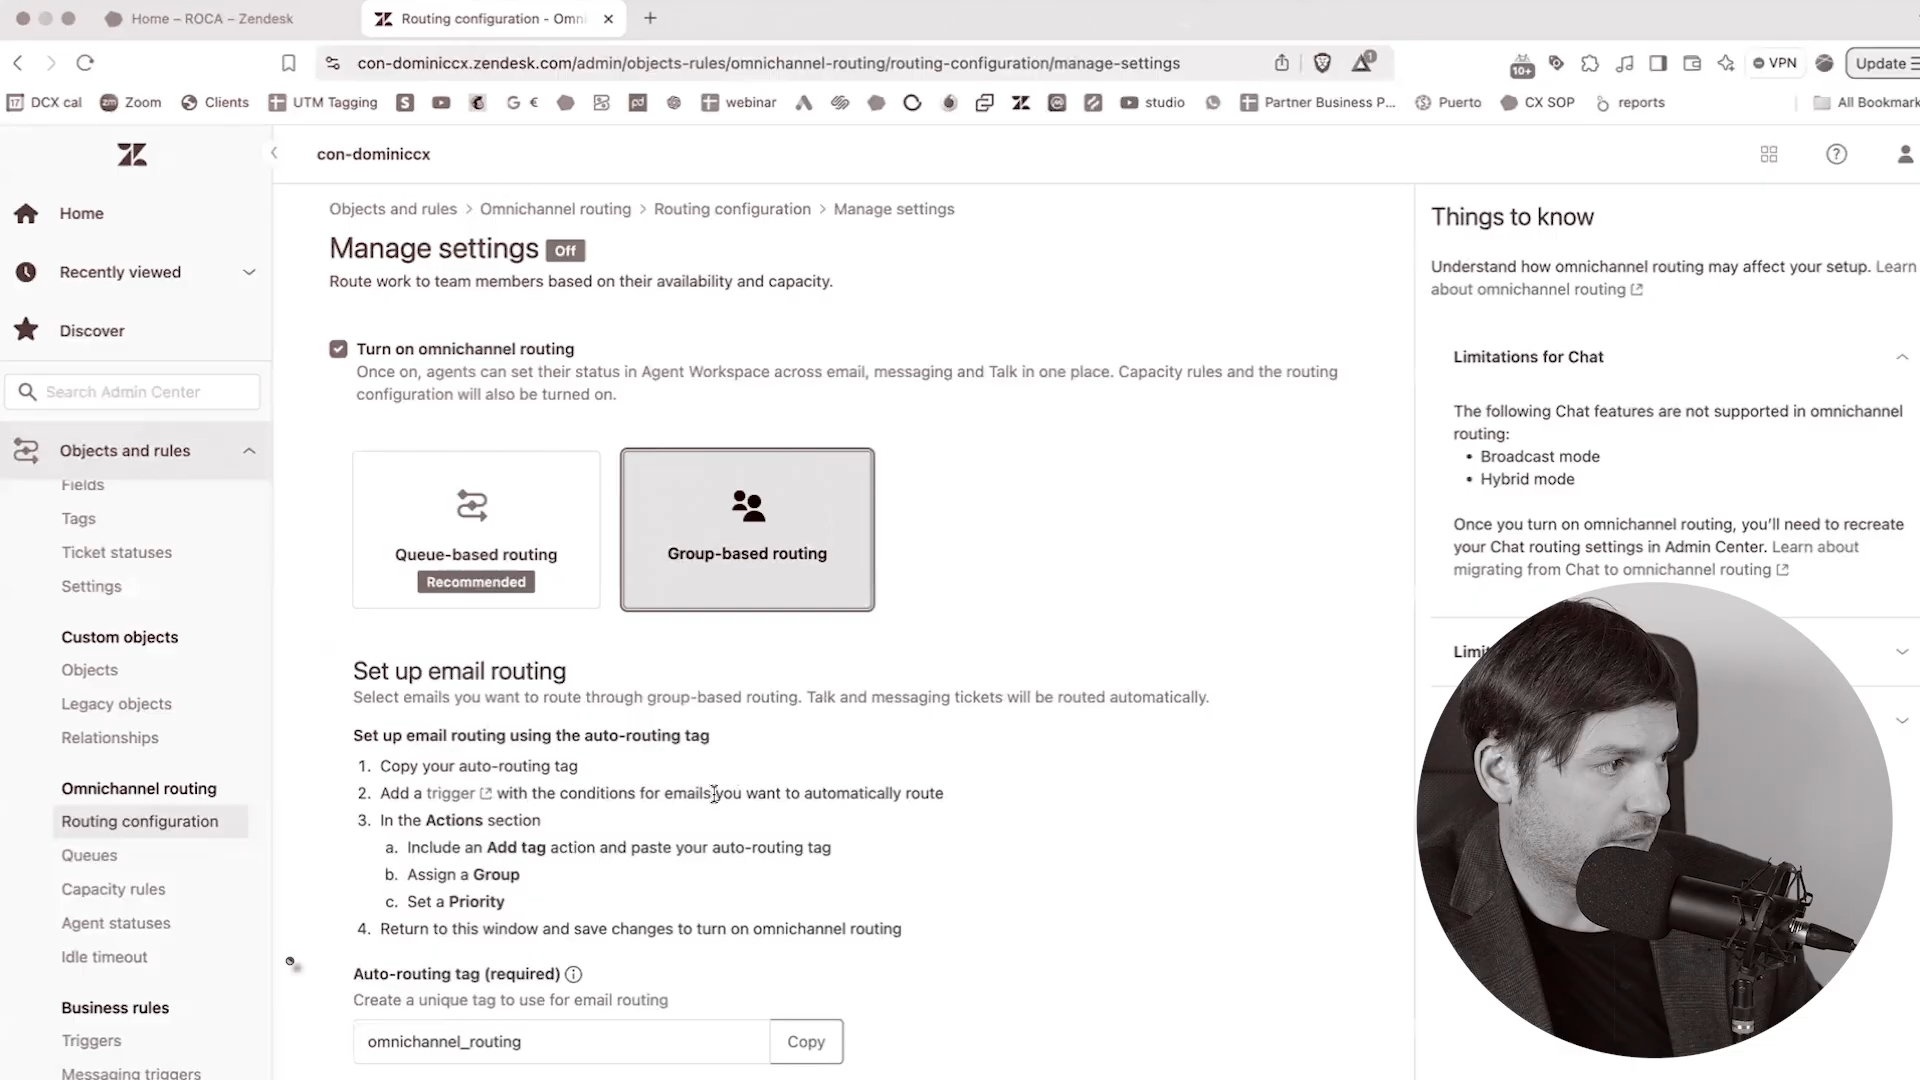 Home – ROCA – Zendesk
Routing configuration - Omni
con-dominiccx.zendesk.com/admin/objects-rules/omnichannel-routing/routing-configuration/manage-settings
1
10+
VPN
Update
17 DCX cal
zm Zoom
Clients
UTM Tagging
S
G €
pd
webinar
studio
Partner Business P...
Puerto
CX SOP
reports
All Bookmark
con-dominiccx
Home
Recently viewed
Discover
Search Admin Center
Objects and rules
Fields
Tags
Ticket statuses
Settings
Custom objects
Objects
Legacy objects
Relationships
Omnichannel routing
Routing configuration
Queues
Capacity rules
Agent statuses
Idle timeout
Business rules
Triggers
Messaging triggers
Objects and rules > Omnichannel routing > Routing configuration > Manage settings
Manage settings Off
Route work to team members based on their availability and capacity.
Turn on omnichannel routing
Once on, agents can set their status in Agent Workspace across email, messaging and Talk in one place. Capacity rules and the routing
configuration will also be turned on.
Queue-based routing
Recommended
Group-based routing
Set up email routing
Select emails you want to route through group-based routing. Talk and messaging tickets will be routed automatically.
Set up email routing using the auto-routing tag
1. Copy your auto-routing tag
2. Add a trigger with the conditions for emails you want to automatically route
3. In the Actions section
a. Include an Add tag action and paste your auto-routing tag
b. Assign a Group
c. Set a Priority
4. Return to this window and save changes to turn on omnichannel routing
Auto-routing tag (required)
Create a unique tag to use for email routing
omnichannel_routing
Copy
Things to know
Understand how omnichannel routing may affect your setup. Learn
about omnichannel routing
Limitations for Chat
The following Chat features are not supported in omnichannel
routing:
• Broadcast mode
• Hybrid mode
Once you turn on omnichannel routing, you'll need to recreate
your Chat routing settings in Admin Center. Learn about
migrating from Chat to omnichannel routing